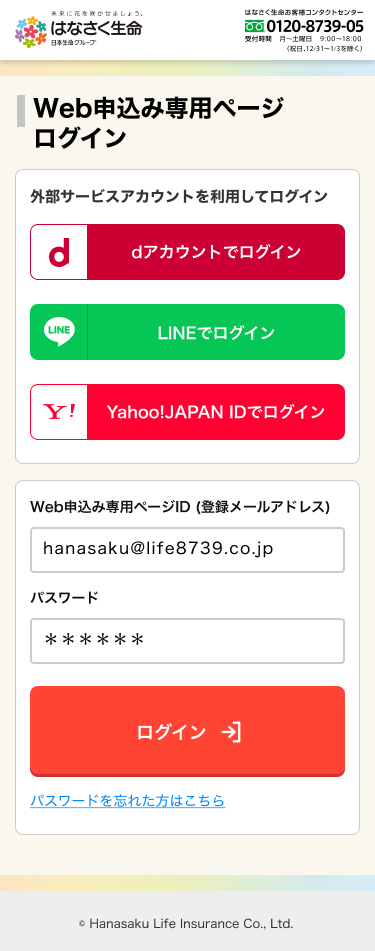 未来に花を咲かせましょう。
はなさく生命
日本生命グループ
はなさく生命お客様コンタクトセンター
0120-8739-05
受付時間 月〜土曜日 9:00〜18:00
(祝日、12/31〜1/3を除く)
Web申込み専用ページ
ログイン
外部サービスアカウントを利用してログイン
d dアカウントでログイン
LINE LINEでログイン
Y! Yahoo!JAPAN IDでログイン
Web申込み専用ページID (登録メールアドレス)
hanasaku@life8739.co.jp
パスワード
＊＊＊＊＊＊
ログイン
パスワードを忘れた方はこちら
© Hanasaku Life Insurance Co., Ltd.